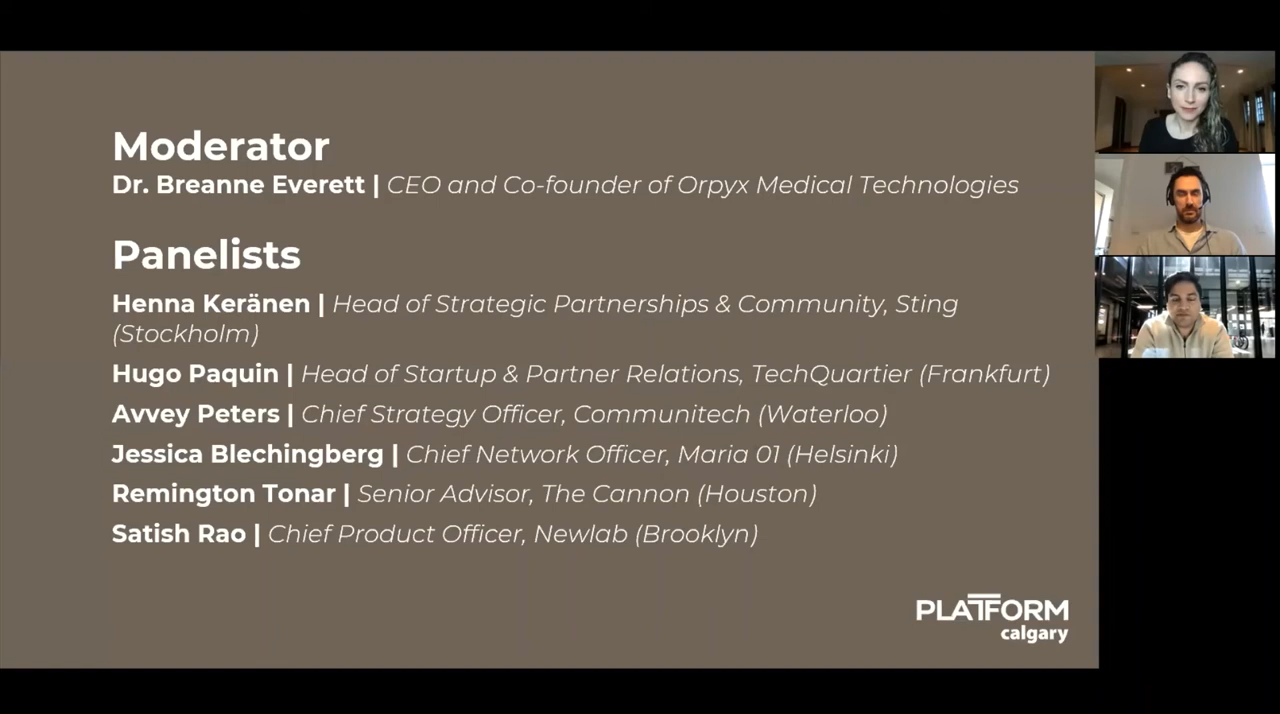 Moderator
Dr. Breanne Everett | CEO and Co-founder of Orpyx Medical Technologies
Panelists
Henna Keränen | Head of Strategic Partnerships & Community, Sting
(Stockholm)
Hugo Paquin | Head of Startup & Partner Relations, TechQuartier (Frankfurt)
Avvey Peters | Chief Strategy Officer, Communitech (Waterloo)
Jessica Blechingberg | Chief Network Officer, Maria 01 (Helsinki)
Remington Tonar | Senior Advisor, The Cannon (Houston)
Satish Rao | Chief Product Officer, Newlab (Brooklyn)
PLATFORM
calgary